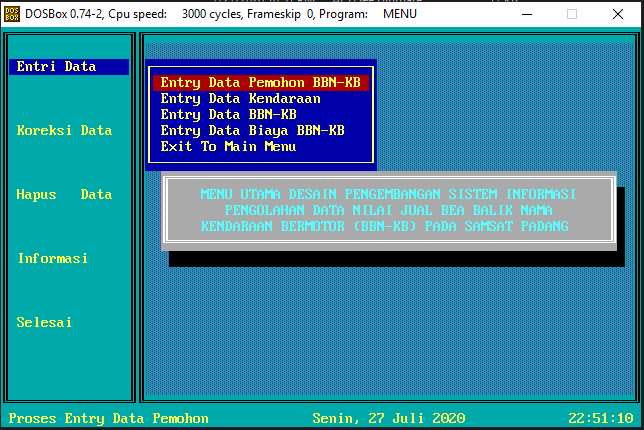 DOSBox 0.74-2, Cpu speed: 3000 cycles, Frameskip 0, Program: MENU
Entri Data
Koreksi Data
Hapus Data
Informasi
Selesai
Entry Data Pemohon BBN-KB
Entry Data Kendaraan
Entry Data BBN-KB
Entry Data Biaya BBN-KB
Exit To Main Menu
MENU UTAMA DESAIN PENGEMBANGAN SISTEM INFORMASI
PENGOLAHAN DATA NILAI JUAL BEA BALIK NAMA
KENDARAAN BERMOTOR (BBN-KB) PADA SAMSAT PADANG
Proses Entry Data Pemohon Senin, 27 Juli 2020 22:51:10